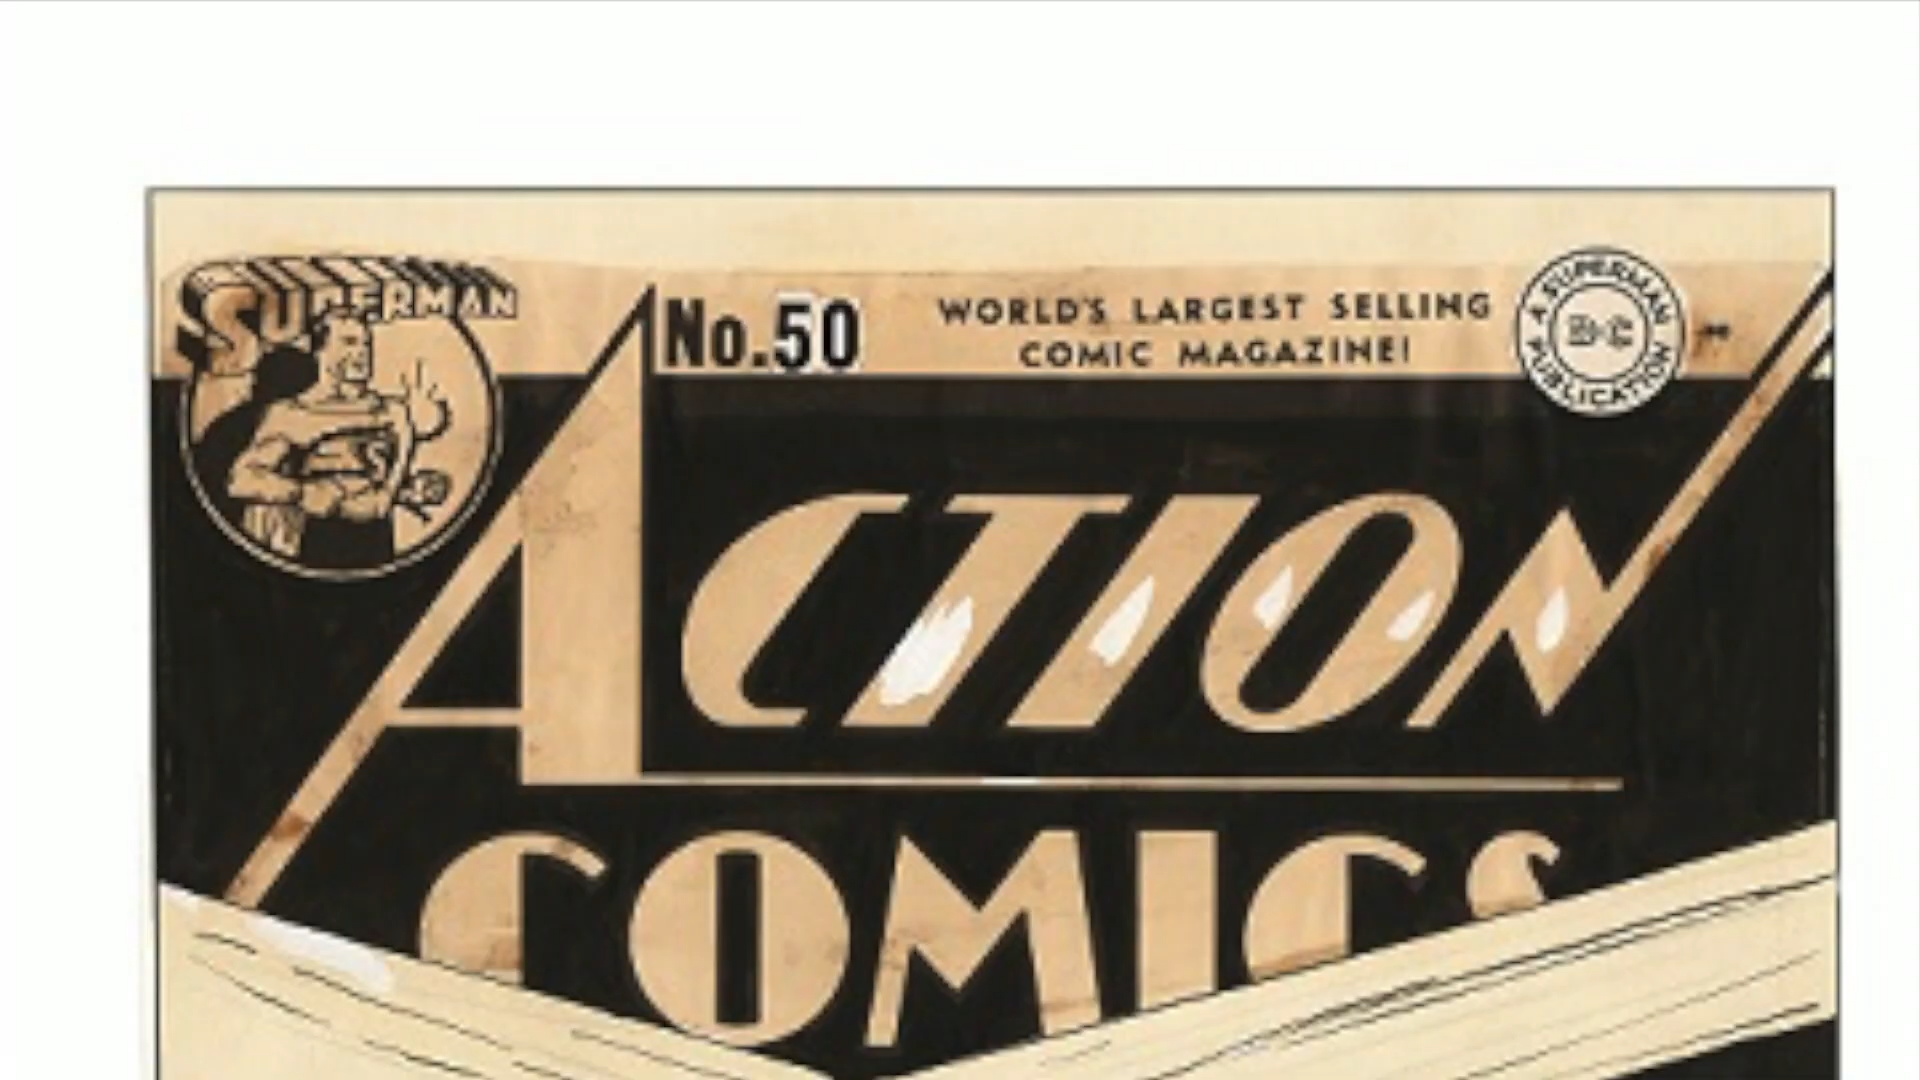 SUPERMAN
No.50
WORLD'S LARGEST SELLING
COMIC MAGAZINE!
A SUPERMAN
DC
PUBLICATION
S
ACTION
COMICS